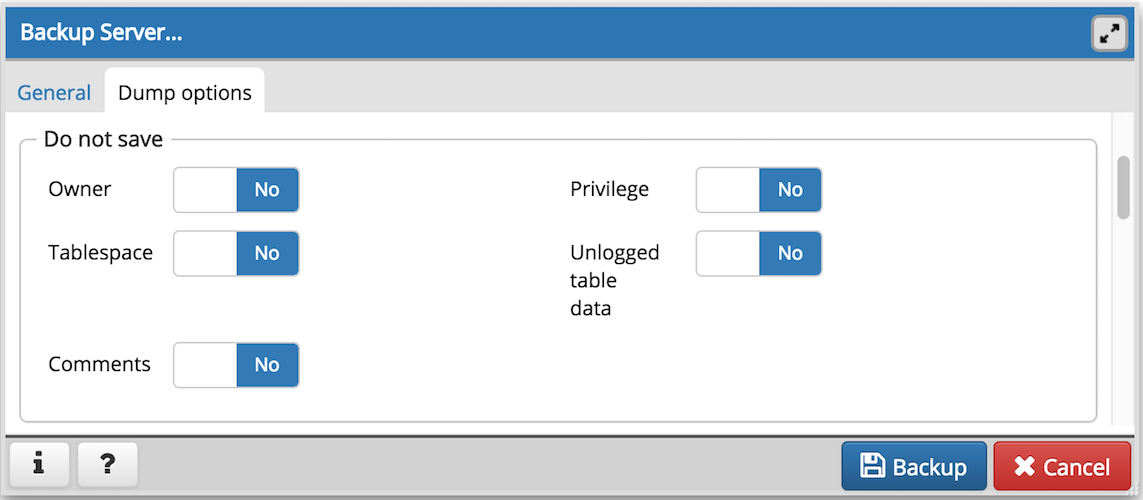 Backup Server...
General
Dump options
Do not save
Owner
No
Privilege
No
Tablespace
No
Unlogged
table
data
No
Comments
No
i
?
Backup
Cancel